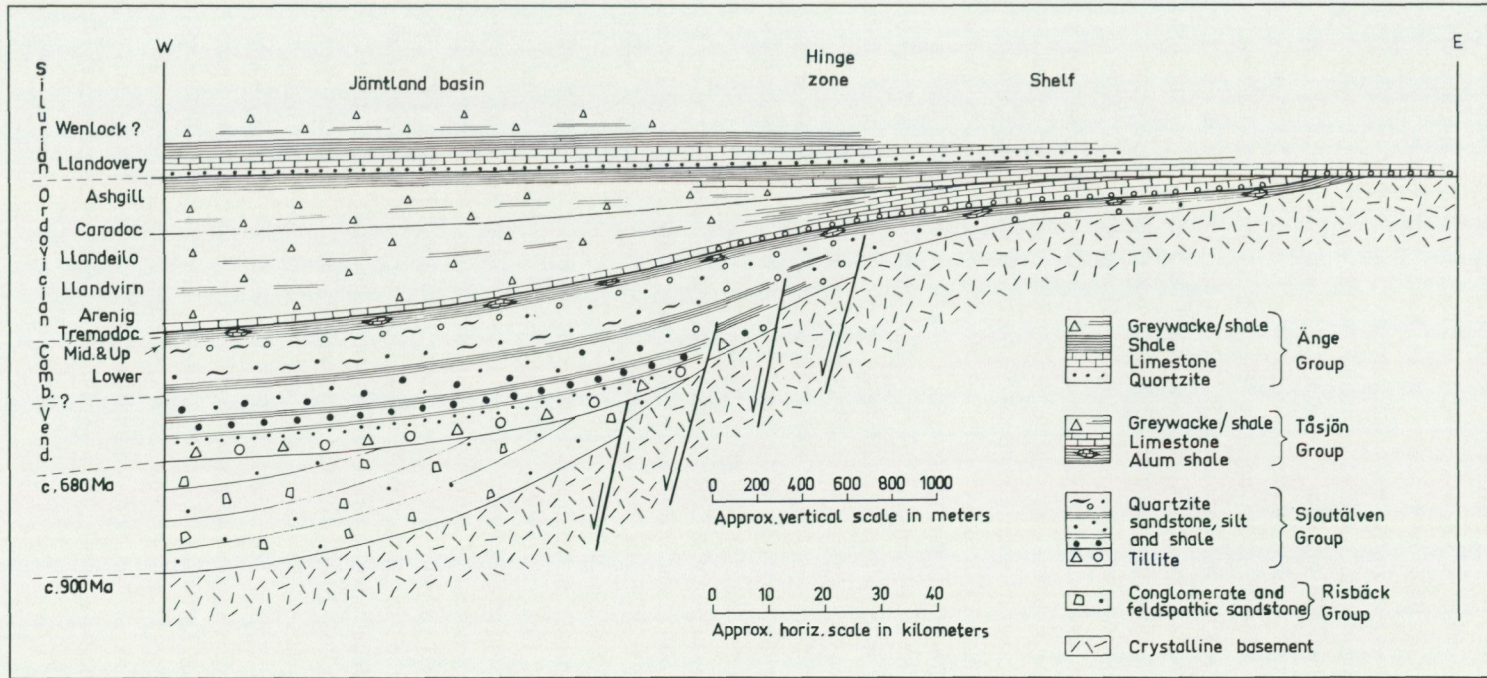 W
E
Jämtland basin
Hinge
zone
Shelf
Silurian
Wenlock ?
Llandovery
Ordovician
Ashgill
Caradoc
Llandeilo
Llandvirn
Arenig
Tremadoc
Camb.
Mid.& Up
Lower
?
Vend.
c.680 Ma
c.900 Ma
0 200 400 600 800 1000
Approx. vertical scale in meters
0 10 20 30 40
Approx. horiz. scale in kilometers
Greywacke/shale
Shale
Limestone
Quartzite
Änge
Group
Greywacke/shale
Limestone
Alum shale
Tåsjön
Group
Quartzite
sandstone, silt
and shale
Tillite
Sjoutälven
Group
Conglomerate and
feldspathic sandstone
Risbäck
Group
Crystalline basement